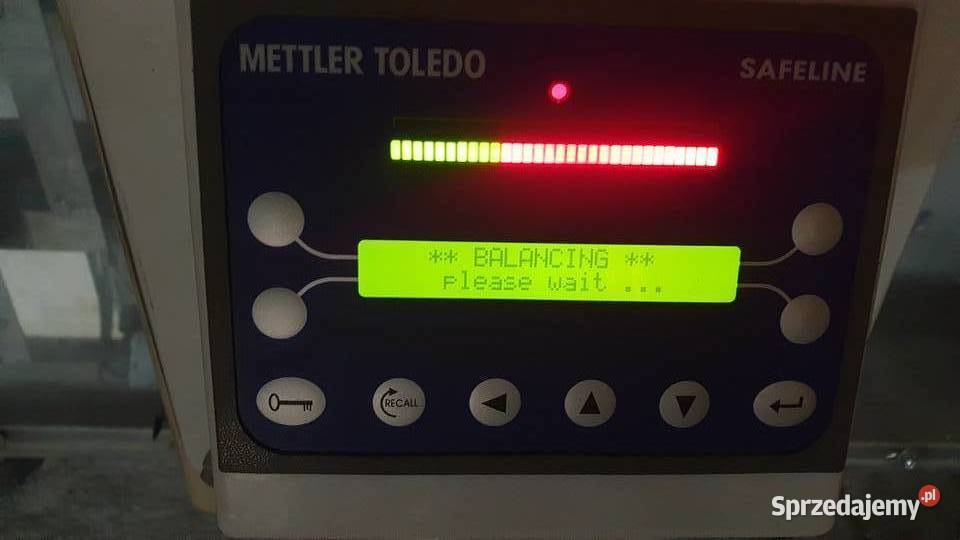 METTLER TOLEDO
SAFELINE
** BALANCING **
please wait ...
RECALL
Sprzedajemy.pl